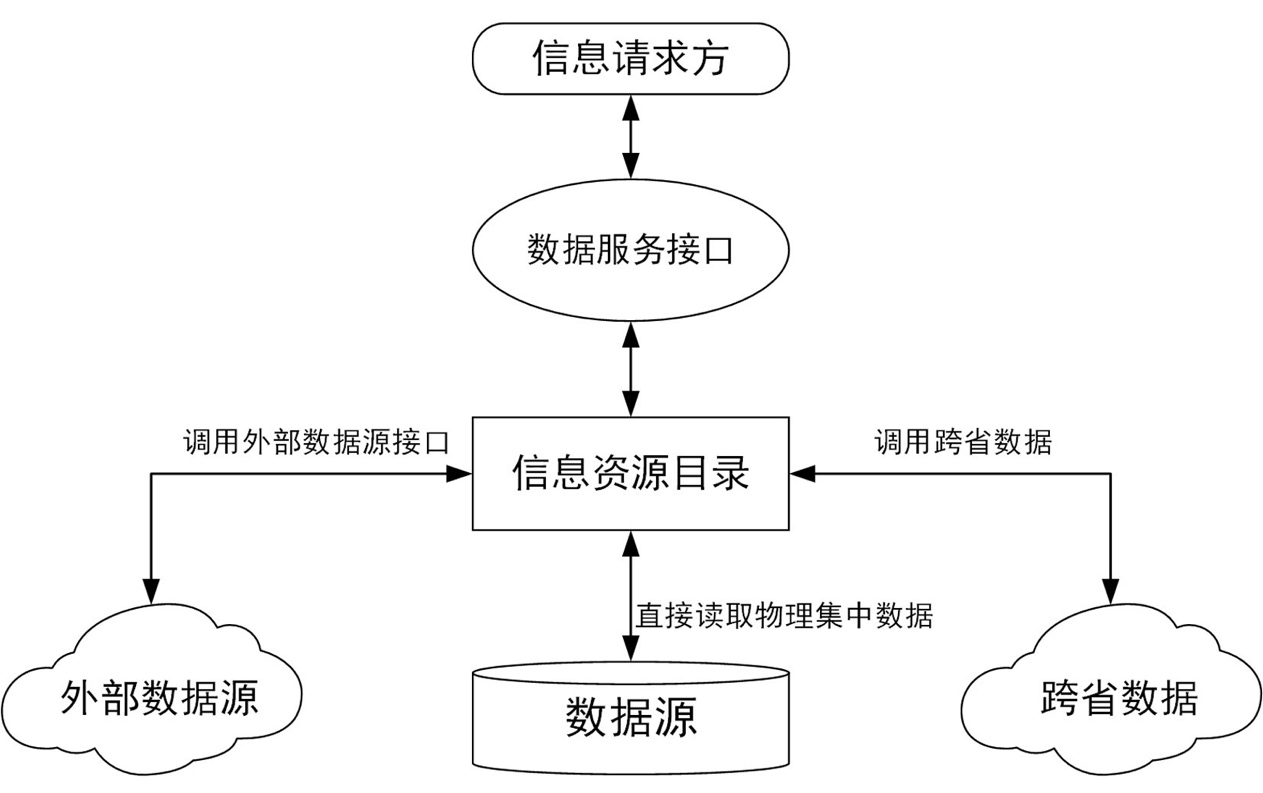 信息请求方
数据服务接口
调用外部数据源接口
信息资源目录
调用跨省数据
直接读取物理集中数据
外部数据源
数据源
跨省数据